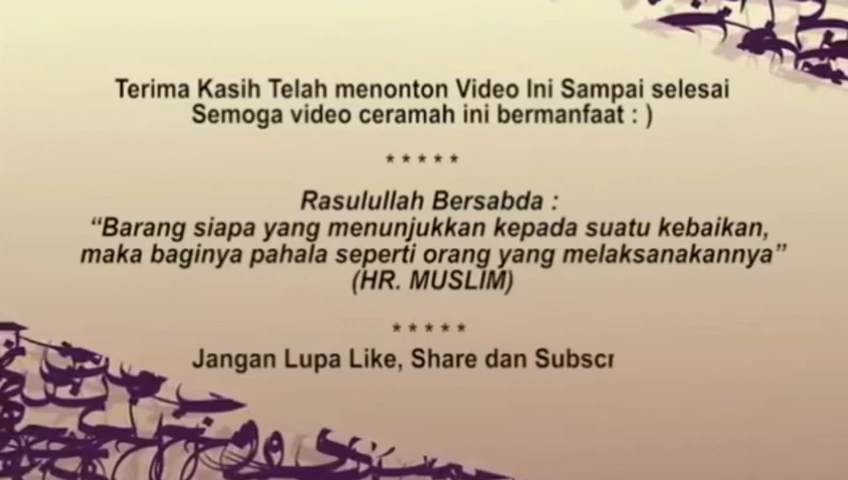 Terima Kasih Telah menonton Video Ini Sampai selesai
Semoga video ceramah ini bermanfaat : )
* * * * *
Rasulullah Bersabda :
“Barang siapa yang menunjukkan kepada suatu kebaikan,
maka baginya pahala seperti orang yang melaksanakannya”
(HR. MUSLIM)
* * * * *
Jangan Lupa Like, Share dan Subscr